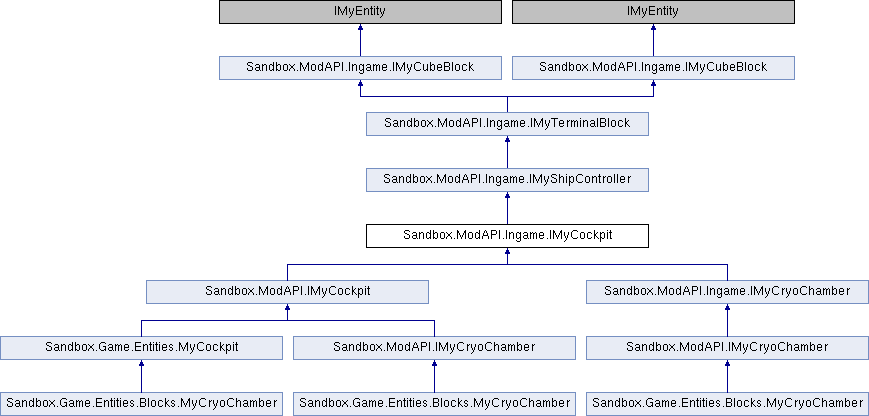 IMyEntity
IMyEntity
Sandbox.ModAPI.Ingame.IMyCubeBlock
Sandbox.ModAPI.Ingame.IMyCubeBlock
Sandbox.ModAPI.Ingame.IMyTerminalBlock
Sandbox.ModAPI.Ingame.IMyShipController
Sandbox.ModAPI.Ingame.IMyCockpit
Sandbox.ModAPI.IMyCockpit
Sandbox.ModAPI.Ingame.IMyCryoChamber
Sandbox.Game.Entities.MyCockpit
Sandbox.ModAPI.IMyCryoChamber
Sandbox.ModAPI.IMyCryoChamber
Sandbox.Game.Entities.Blocks.MyCryoChamber
Sandbox.Game.Entities.Blocks.MyCryoChamber
Sandbox.Game.Entities.Blocks.MyCryoChamber